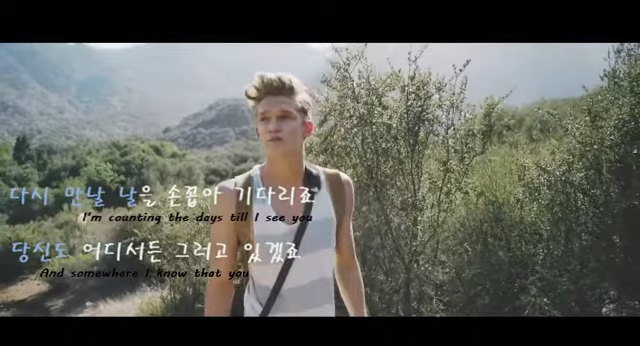 다시 만날 날을 손꼽아 기다리죠
I'm counting the days till I see you
당신도 어디서든 그러고 있겠죠
And somewhere I know that you